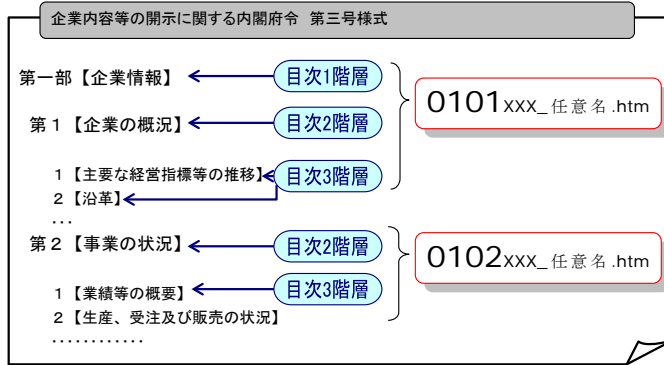 企業内容等の開示に関する内閣府令 第三号様式
第一部【企業情報】
目次1階層
第１【企業の概況】
目次2階層
0101XXX_任意名.htm
１【主要な経営指標等の推移】
目次3階層
２【沿革】
...
第２【事業の状況】
目次2階層
0102XXX_任意名.htm
１【業績等の概要】
目次3階層
２【生産、受注及び販売の状況】
............